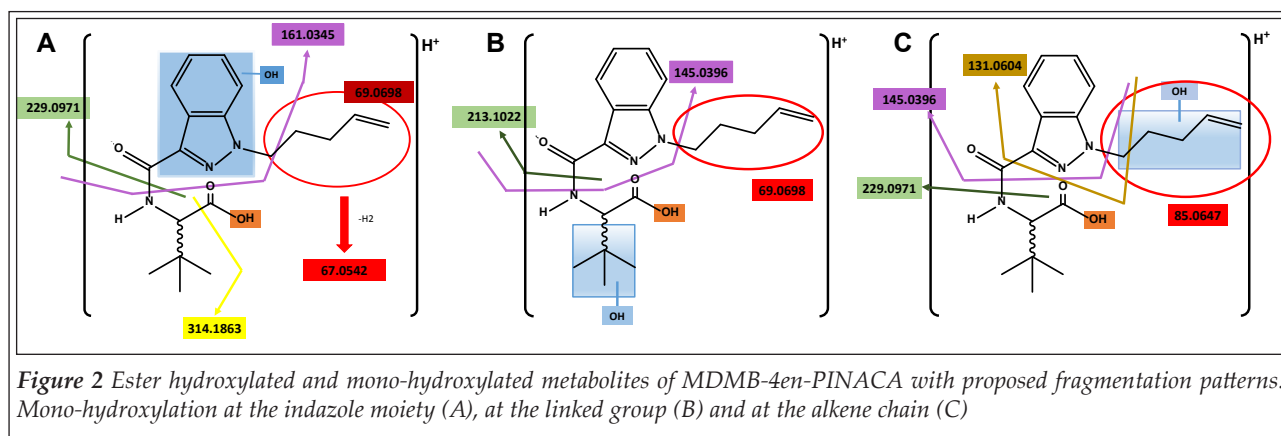 A
161.0345
H+
OH
229.0971
69.0698
N
N
O
O
N
H
OH
-H2
67.0542
314.1863
B
H+
145.0396
213.1022
N
N
O
O
N
H
OH
69.0698
OH
C
H+
131.0604
OH
145.0396
N
N
O
O
N
H
OH
229.0971
85.0647
Figure 2 Ester hydroxylated and mono-hydroxylated metabolites of MDMB-4en-PINACA with proposed fragmentation patterns.
Mono-hydroxylation at the indazole moiety (A), at the linked group (B) and at the alkene chain (C)